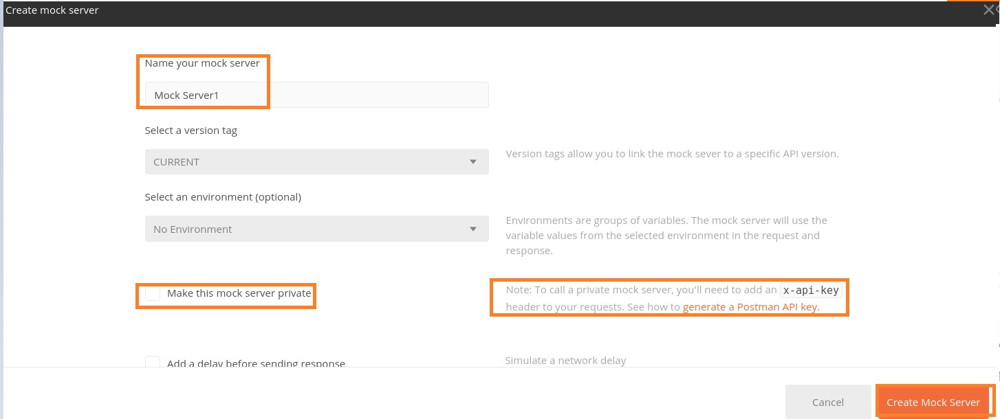 Create mock server
Name your mock server
Mock Server1
Select a version tag
CURRENT
Version tags allow you to link the mock sever to a specific API version.
Select an environment (optional)
No Environment
Environments are groups of variables. The mock server will use the
variable values from the selected environment in the request and
response.
Make this mock server private
Note: To call a private mock server, you'll need to add an x-api-key
header to your requests. See how to generate a Postman API key.
Add a delay before sending response
Simulate a network delay
Cancel
Create Mock Server